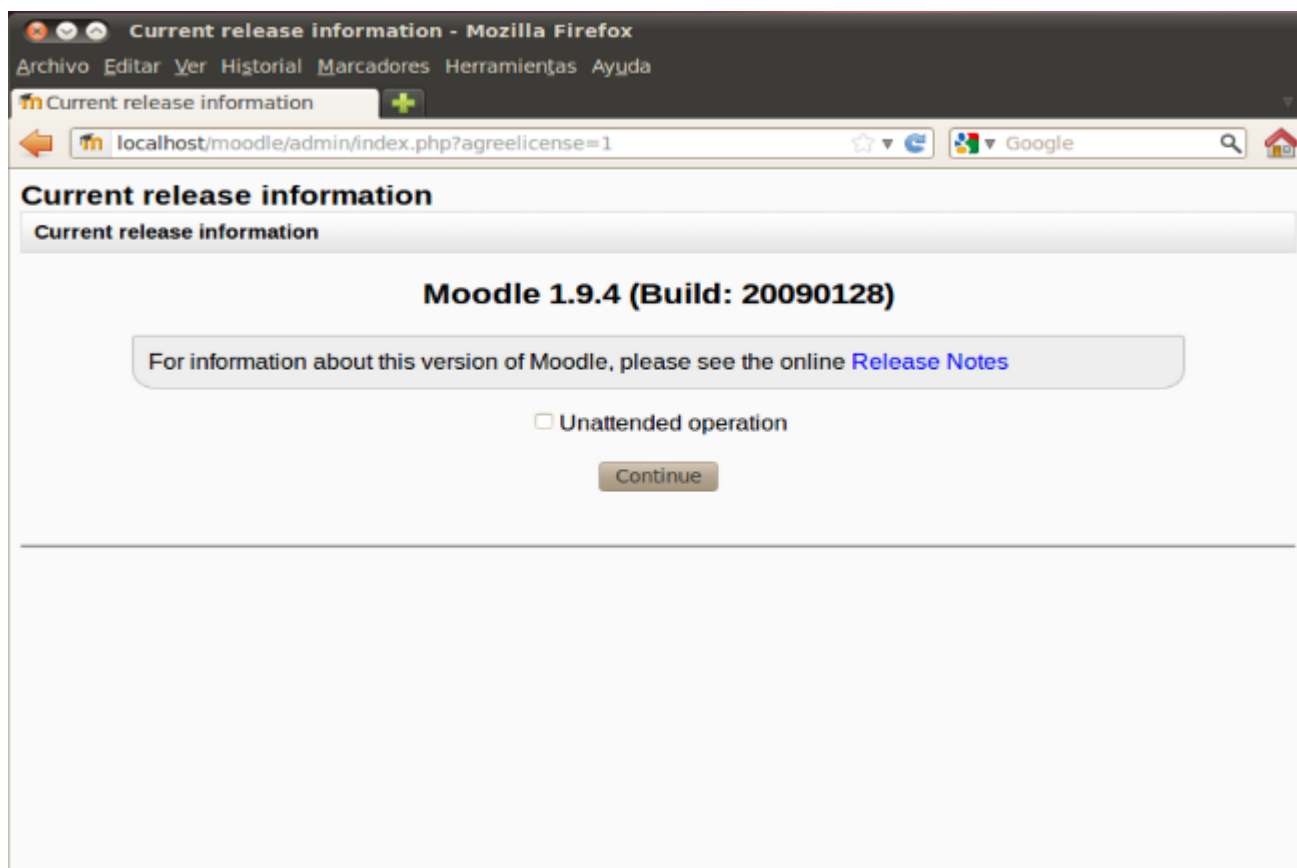 Current release information - Mozilla Firefox
Archivo Editar Ver Historial Marcadores Herramientas Ayuda
Current release information
localhost/moodle/admin/index.php?agreelicense=1 Google
Current release information
Current release information
Moodle 1.9.4 (Build: 20090128)
For information about this version of Moodle, please see the online Release Notes
Unattended operation
Continue